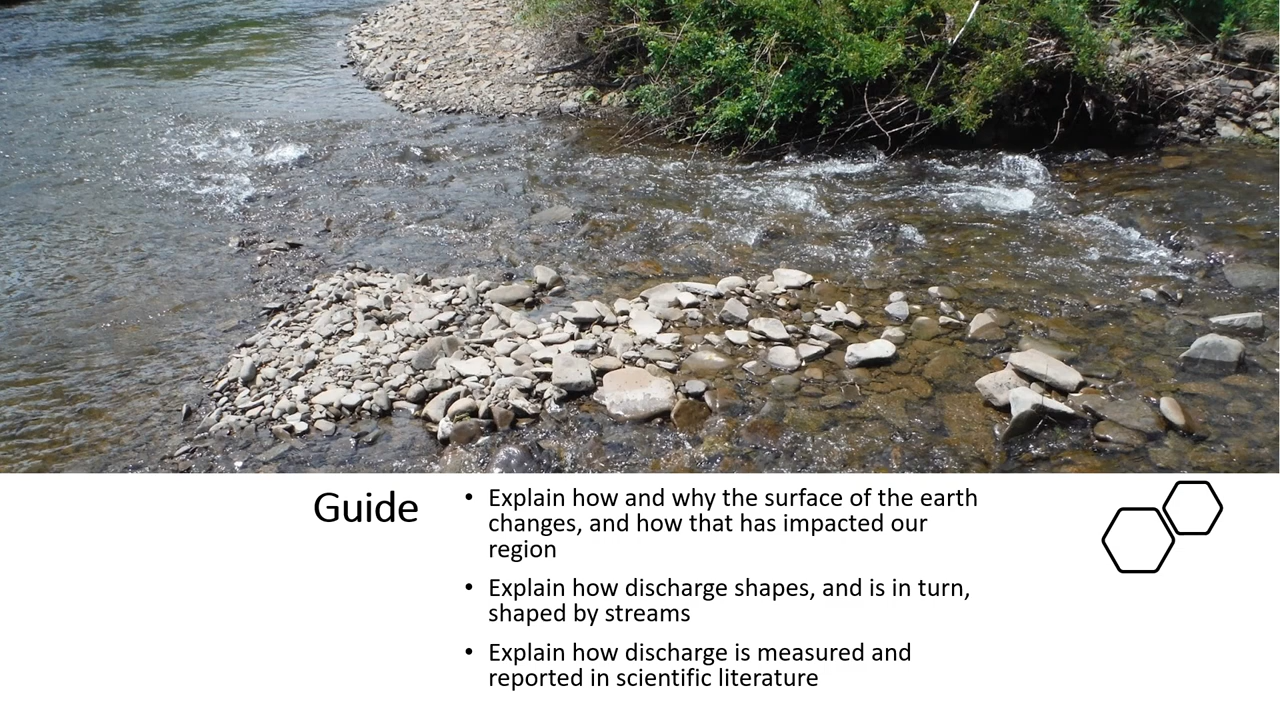 Guide
• Explain how and why the surface of the earth
changes, and how that has impacted our
region
• Explain how discharge shapes, and is in turn,
shaped by streams
• Explain how discharge is measured and
reported in scientific literature